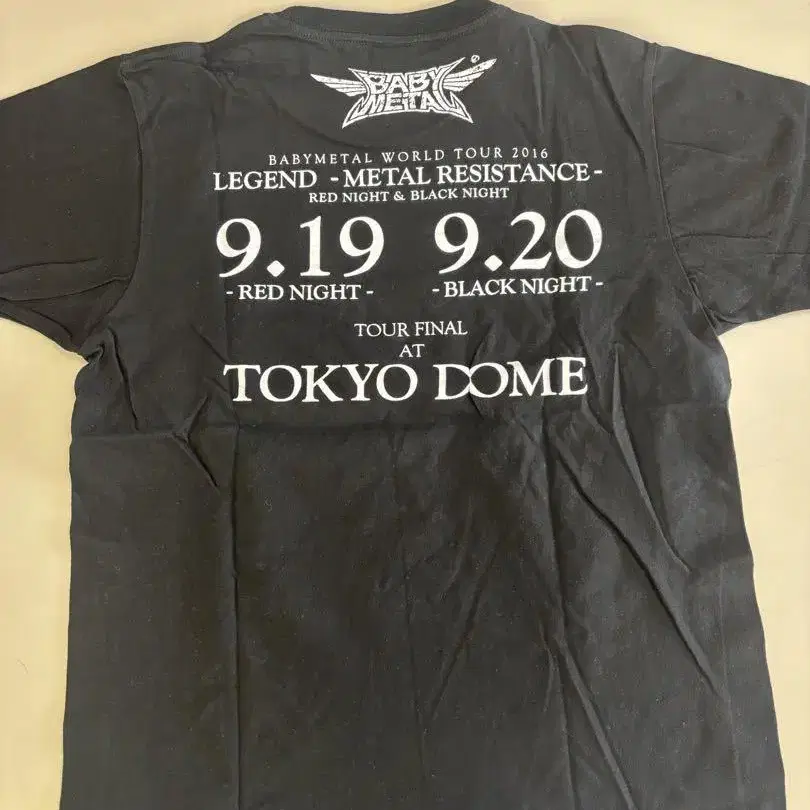 BABY
METAL
®
BABYMETAL WORLD TOUR 2016
LEGEND - METAL RESISTANCE -
RED NIGHT & BLACK NIGHT
9.19 9.20
- RED NIGHT - - BLACK NIGHT -
TOUR FINAL
AT
TOKYO DOME